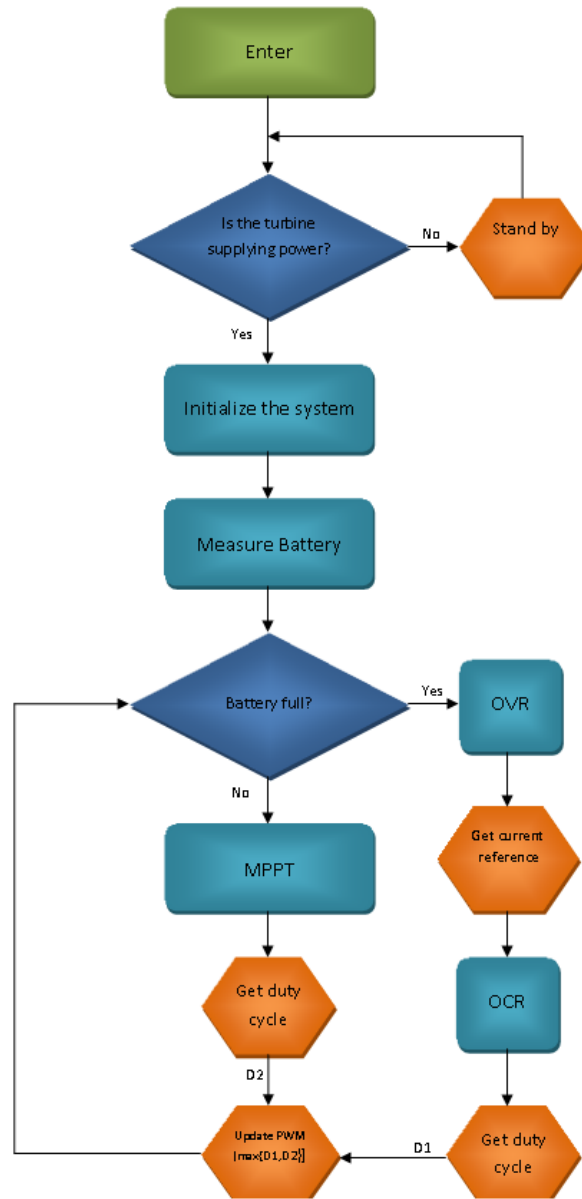 Enter
Is the turbine
supplying power?
No
Stand by
Yes
Initialize the system
Measure Battery
Battery full?
Yes
OVR
No
Get current
reference
MPPT
Get duty
cycle
OCR
D2
Update PWM
[max{D1,D2}]
D1
Get duty
cycle